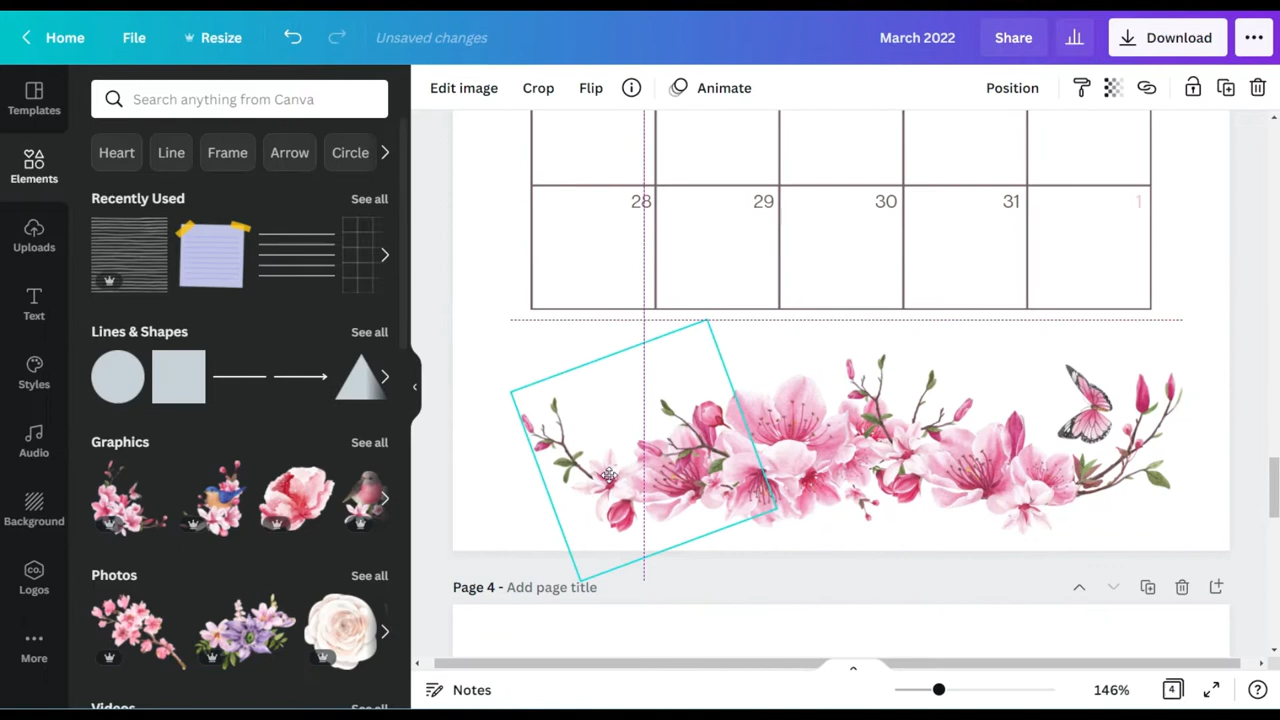 Home File Resize Unsaved changes March 2022 Share Download
Templates
Elements
Uploads
Text
Styles
Audio
Background
Logos
More
Search anything from Canva
Heart Line Frame Arrow Circle
Recently Used See all
Lines & Shapes See all
Graphics See all
Photos See all
Videos See all
Edit image Crop Flip Animate Position
28 29 30 31 1
Page 4 - Add page title
Notes 146% 4